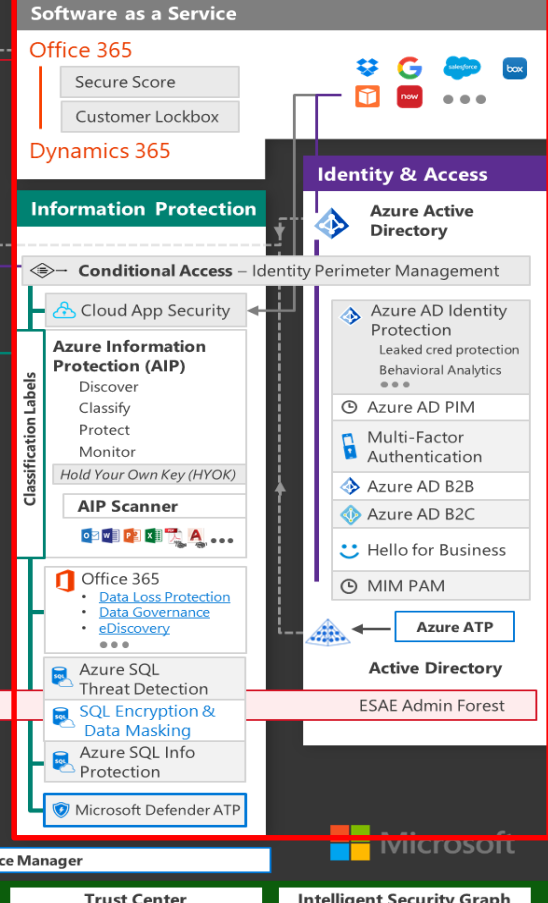 Software as a Service
Office 365
Secure Score
Customer Lockbox
Dynamics 365
salesforce
box
now
Identity & Access
Azure Active
Directory
Information Protection
Conditional Access – Identity Perimeter Management
Cloud App Security
Azure Information
Protection (AIP)
Discover
Classify
Protect
Monitor
Hold Your Own Key (HYOK)
AIP Scanner
Classification Labels
Office 365
• Data Loss Protection
• Data Governance
• eDiscovery
Azure SQL
Threat Detection
SQL Encryption &
Data Masking
Azure SQL Info
Protection
SQL
SQL
SQL
Microsoft Defender ATP
Azure AD Identity
Protection
Leaked cred protection
Behavioral Analytics
Azure AD PIM
Multi-Factor
Authentication
Azure AD B2B
Azure AD B2C
Hello for Business
MIM PAM
Azure ATP
Active Directory
ESAE Admin Forest
Microsoft
ce Manager
Trust Center
Intelligent Security Graph